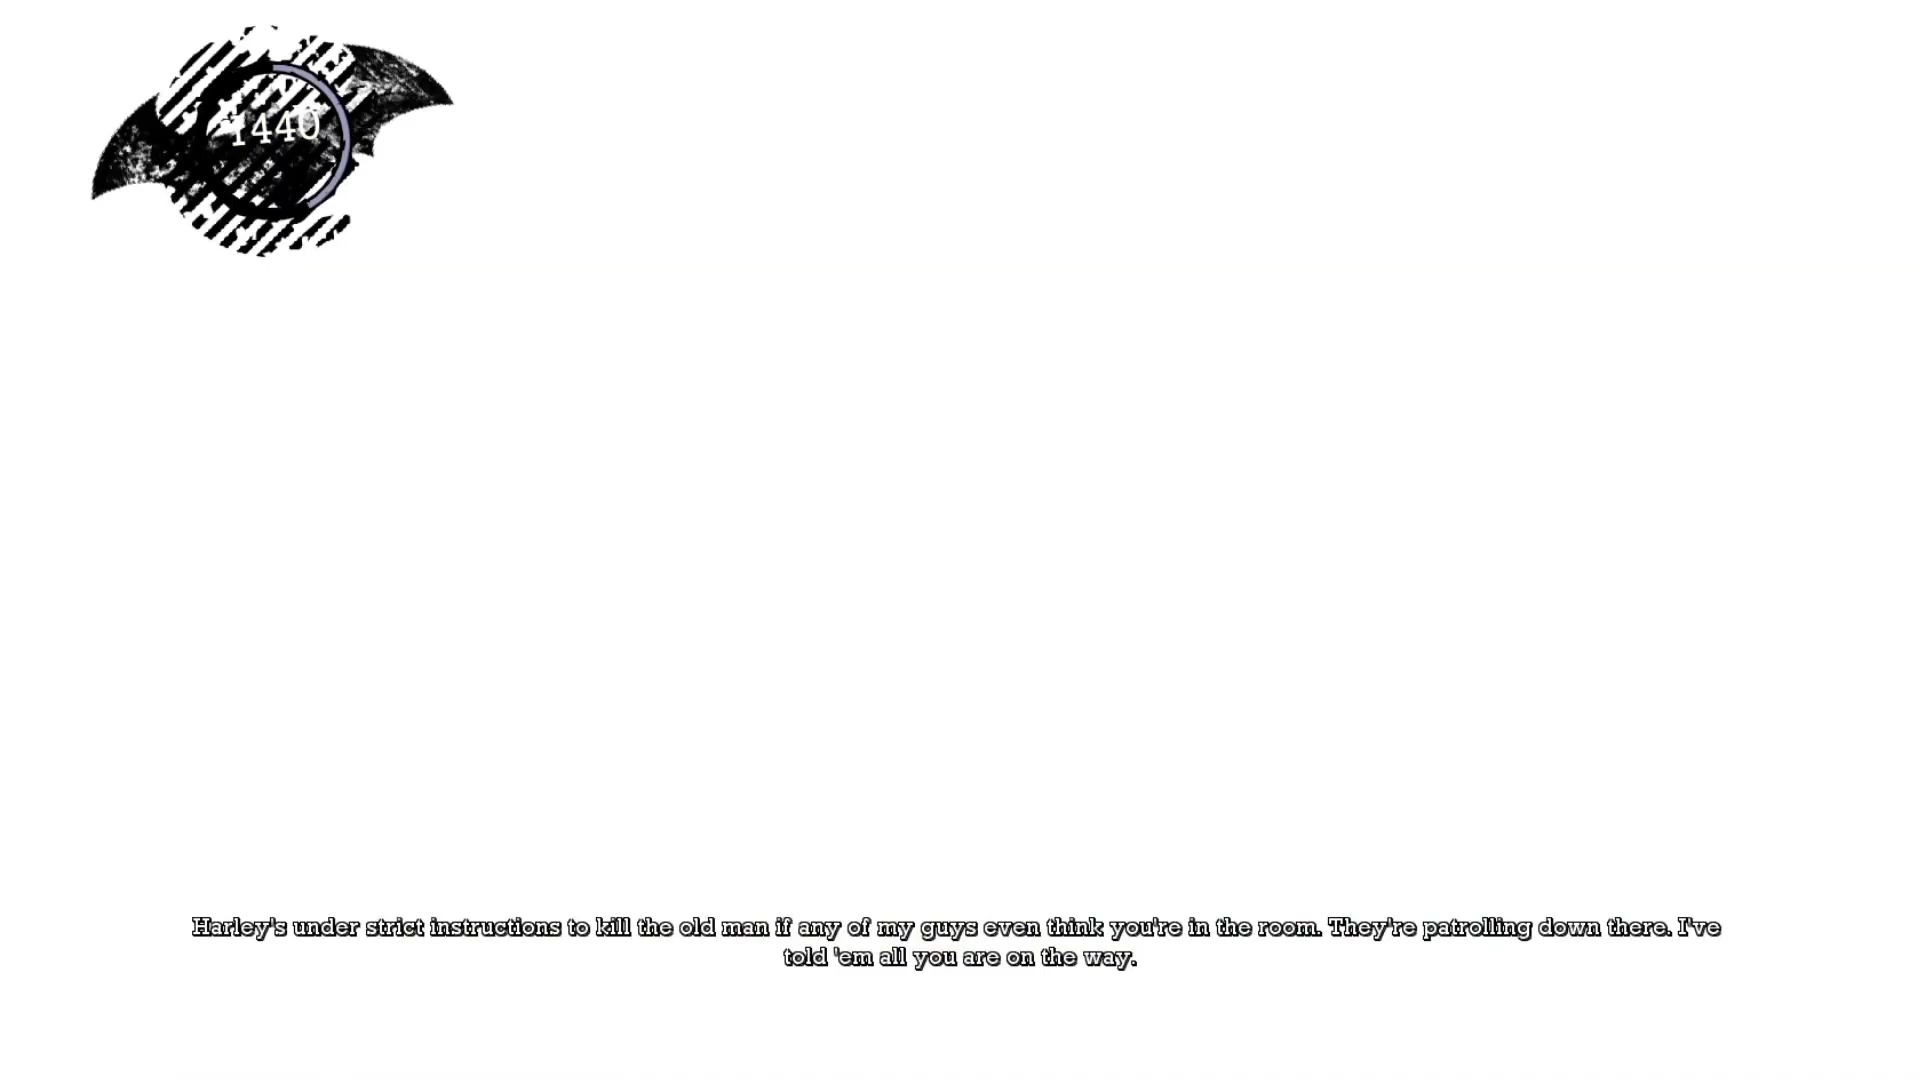 1440
Harley's under strict instructions to kill the old man if any of my guys even think you're in the room. They're patrolling down there. I've
told 'em all you are on the way.